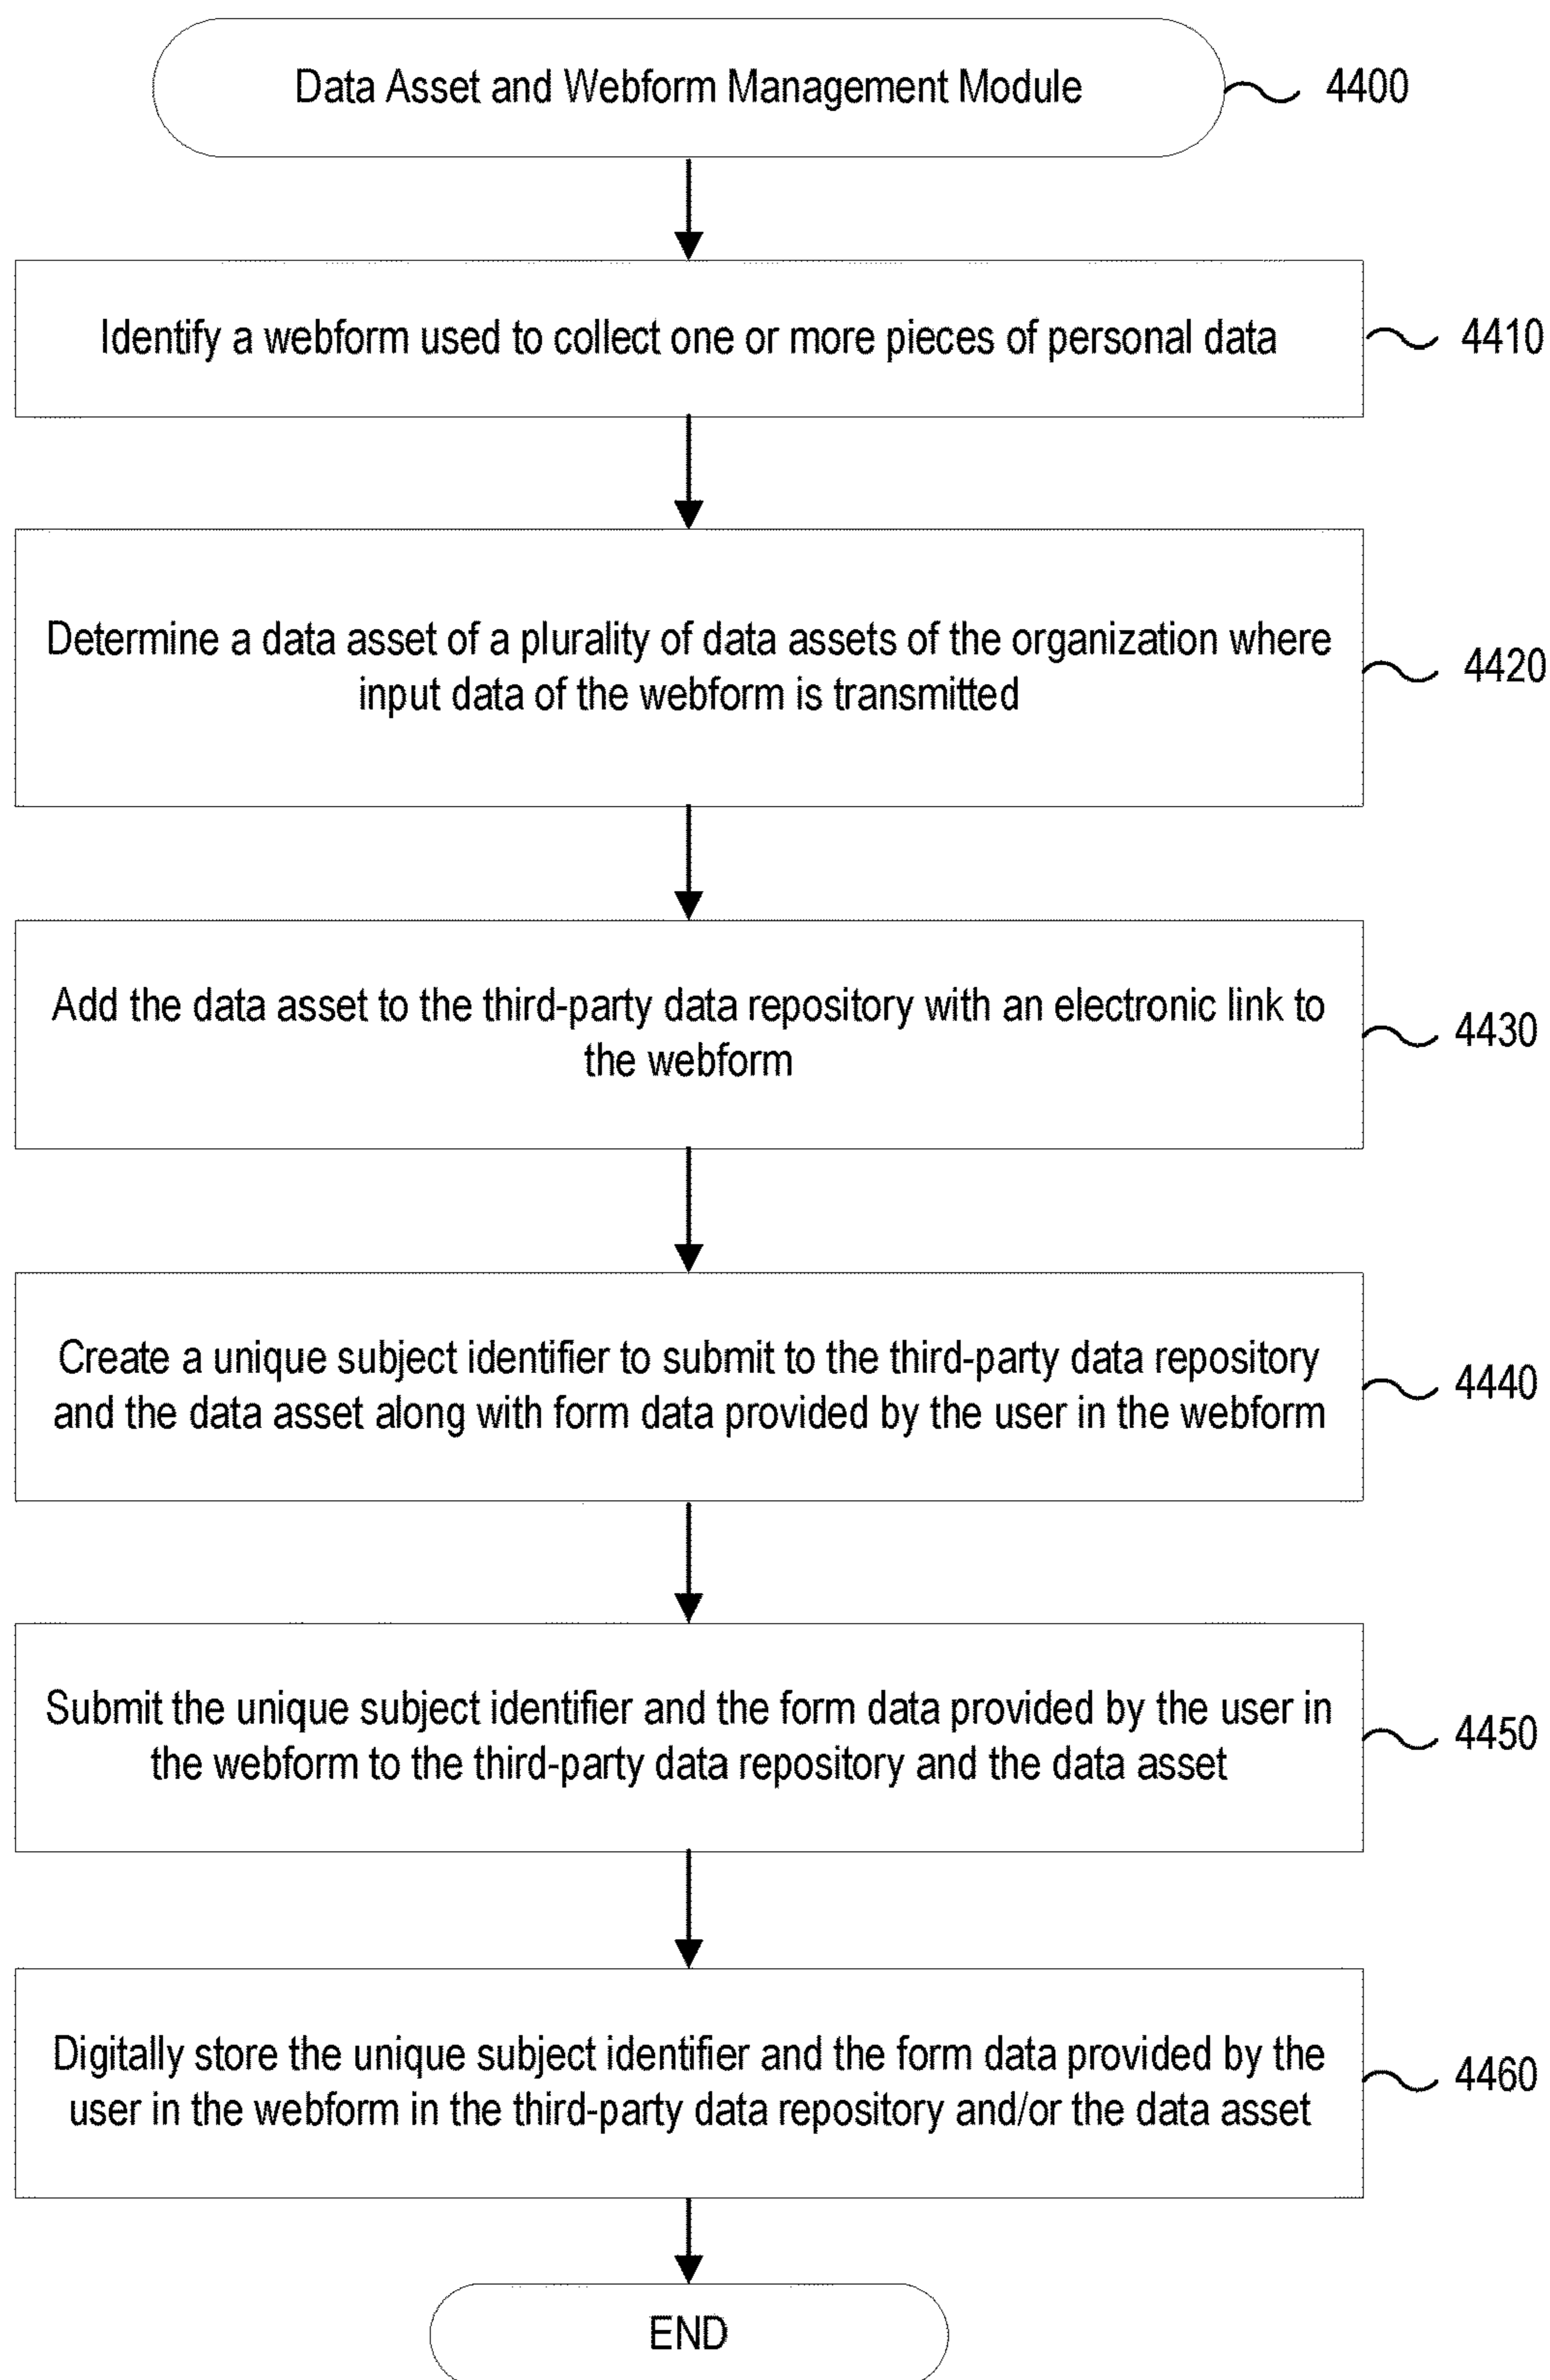 Data Asset and Webform Management Module
4400
Identify a webform used to collect one or more pieces of personal data
4410
Determine a data asset of a plurality of data assets of the organization where
input data of the webform is transmitted
4420
Add the data asset to the third-party data repository with an electronic link to
the webform
4430
Create a unique subject identifier to submit to the third-party data repository
and the data asset along with form data provided by the user in the webform
4440
Submit the unique subject identifier and the form data provided by the user in
the webform to the third-party data repository and the data asset
4450
Digitally store the unique subject identifier and the form data provided by the
user in the webform in the third-party data repository and/or the data asset
4460
END